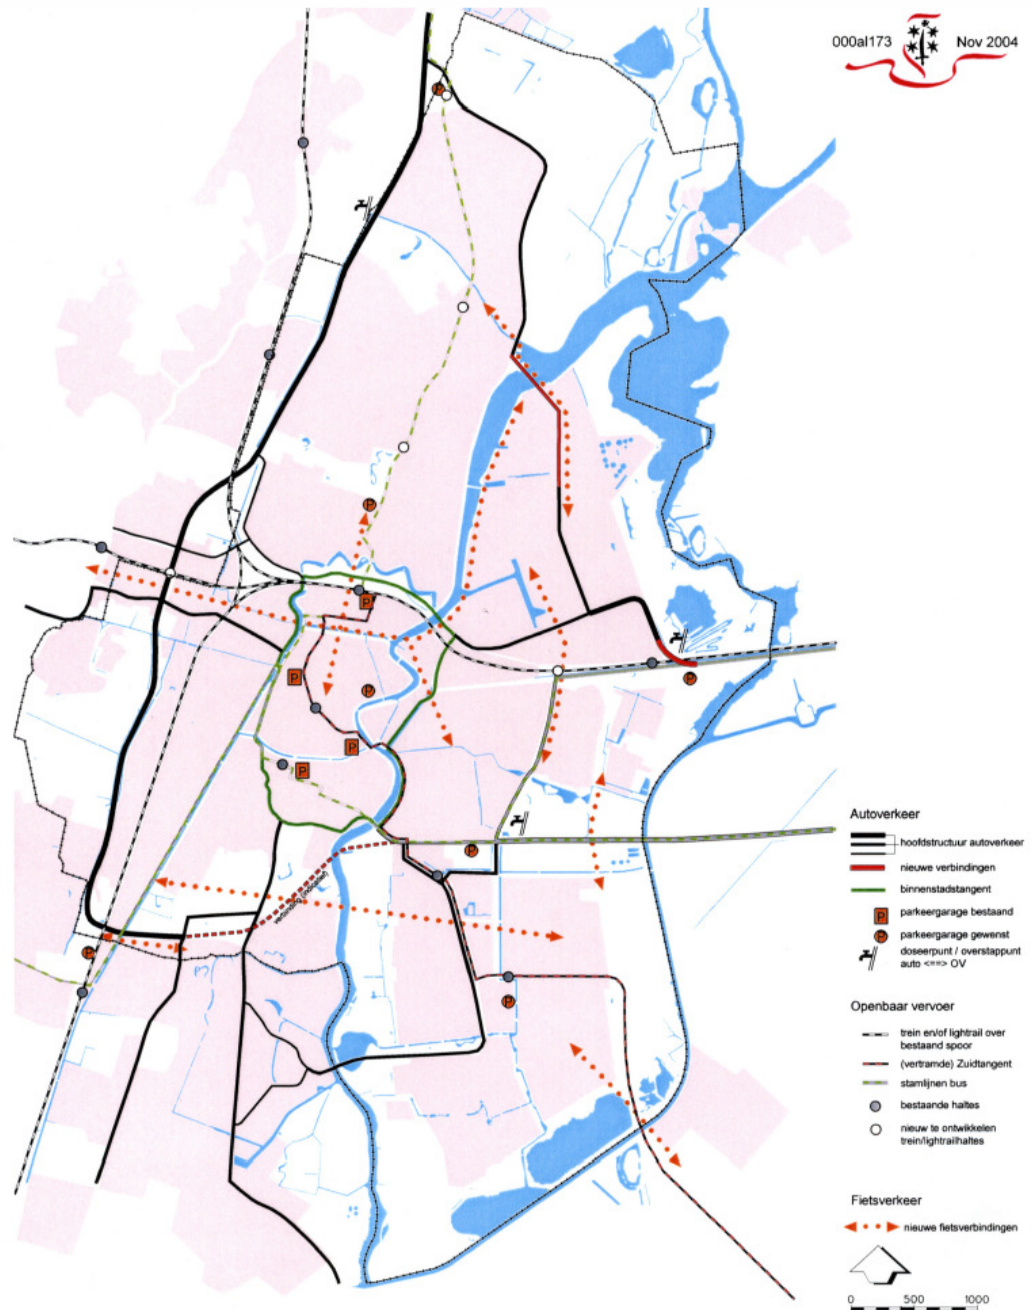 000al173
Nov 2004
P
P
P
P
P
P
P
P
P
P
P
verbinding (indicatief)
Autoverkeer
hoofdstructuur autoverkeer
nieuwe verbindingen
binnenstadstangent
P parkeergarage bestaand
P parkeergarage gewenst
doseerpunt / overstappunt
auto <==> OV
Openbaar vervoer
trein en/of lightrail over
bestaand spoor
(vertramde) Zuidtangent
stamlijnen bus
bestaande haltes
nieuw te ontwikkelen
trein/lightrailhaltes
Fietsverkeer
nieuwe fietsverbindingen
0 500 1000